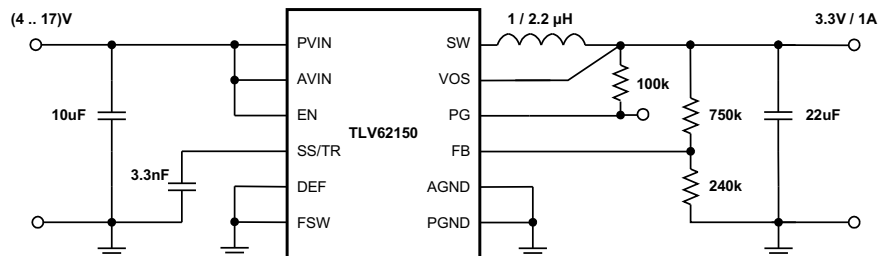 (4 .. 17)V
1 / 2.2 µH
3.3V / 1A
PVIN
SW
AVIN
VOS
100k
10uF
EN
PG
750k
22uF
TLV62150
SS/TR
FB
3.3nF
DEF
AGND
240k
FSW
PGND